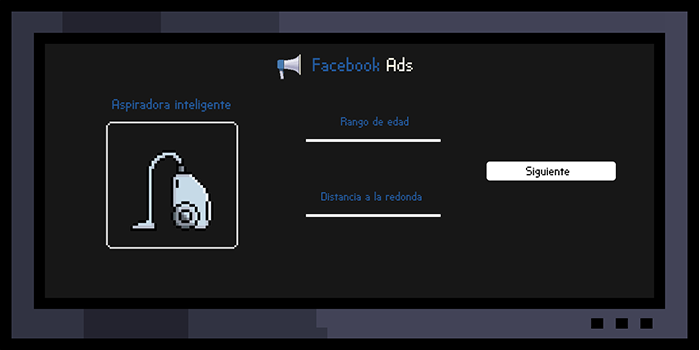 Facebook Ads
Aspiradora inteligente
Rango de edad
Distancia a la redonda
Siguiente